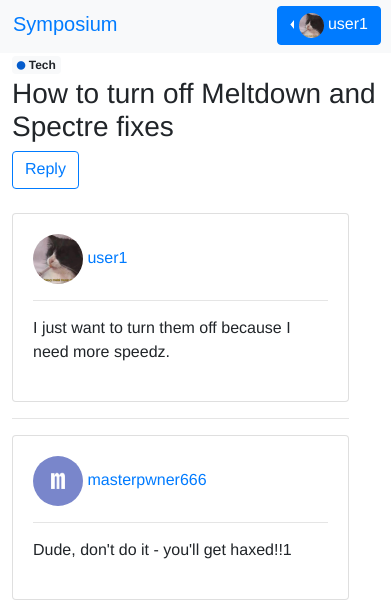 Symposium
user1
Tech
How to turn off Meltdown and
Spectre fixes
Reply
user1
I just want to turn them off because I
need more speedz.
m
masterpwner666
Dude, don't do it - you'll get haxed!!1